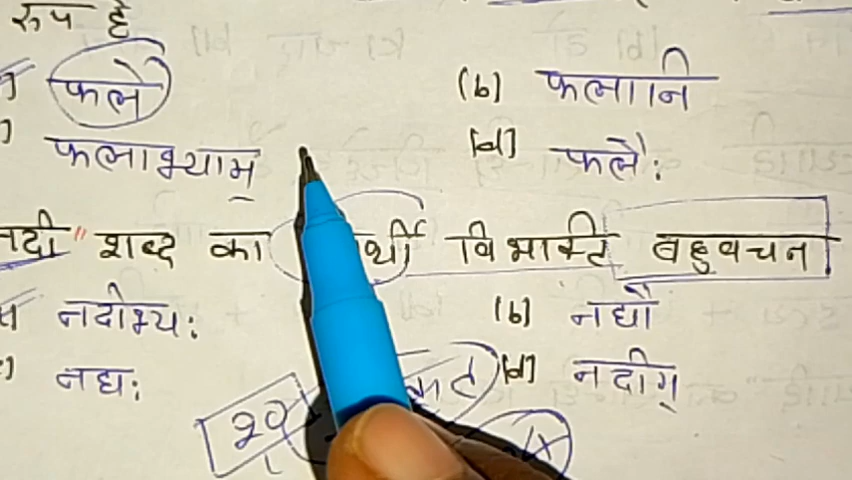 रुप है
फले (b) फलानि
फलाभ्याम् (d) फलैः
नदी" शब्द का र्थी विभक्ति बहुवचन
नदीभ्यः (b) नद्यौ
नद्यः (d) नदीम्